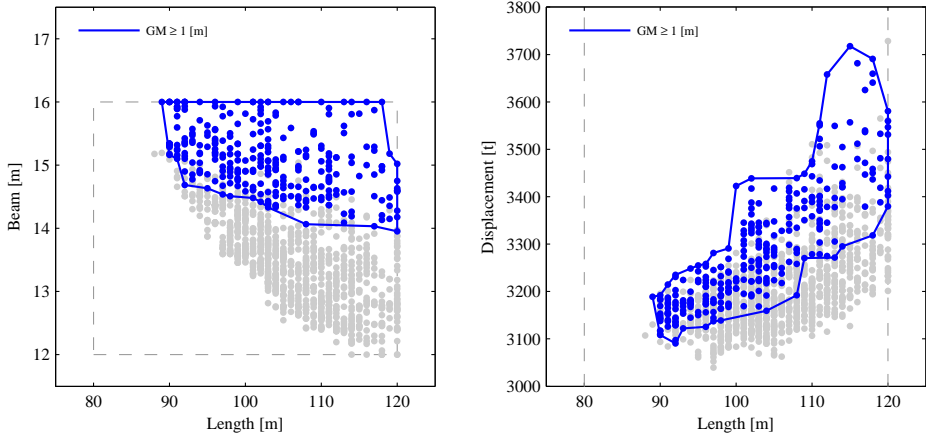 17
16
15
14
13
12
80 90 100 110 120
Length [m]
Beam [m]
GM ≥ 1 [m]
3800
3700
3600
3500
3400
3300
3200
3100
3000
80 90 100 110 120
Length [m]
Displacement [t]
GM ≥ 1 [m]